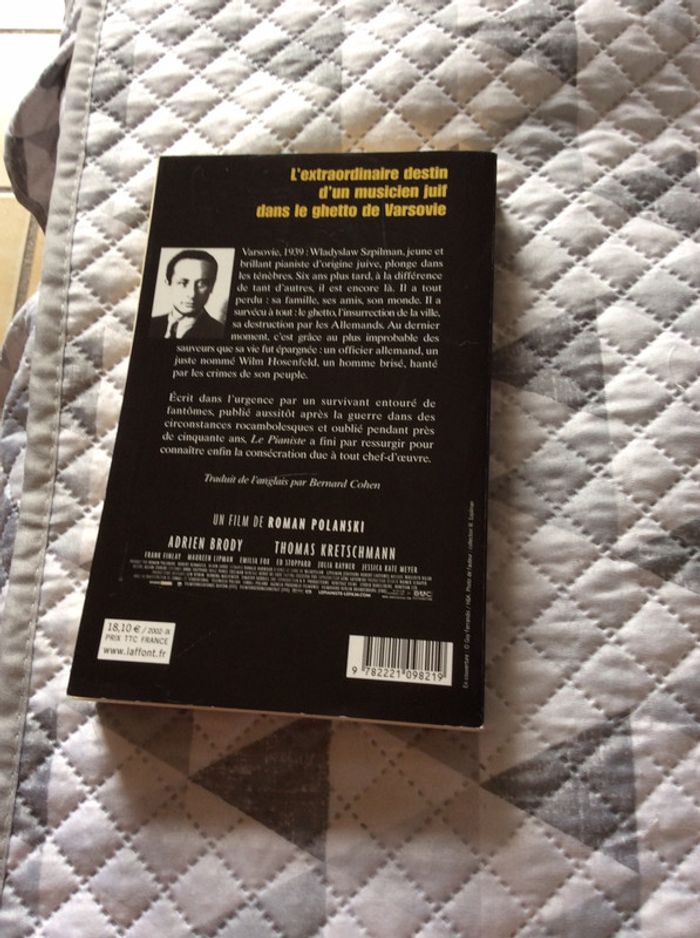 L'extraordinaire destin
d'un musicien juif
dans le ghetto de Varsovie
Varsovie, 1939 : Wladyslaw Szpilman, jeune et
brillant pianiste d'origine juive, plonge dans
les ténèbres. Six ans plus tard, à la différence
de tant d'autres, il est encore là. Il a tout
perdu : sa famille, ses amis, son monde. Il a
survécu à tout : le ghetto, l'insurrection de la ville,
sa destruction par les Allemands. Au dernier
moment, c'est grâce au plus improbable des
sauveurs que sa vie fut épargnée : un officier allemand, un
juste nommé Wilm Hosenfeld, un homme brisé, hanté
par les crimes de son peuple.
Écrit dans l'urgence par un survivant entouré de
fantômes, publié aussitôt après la guerre dans des
circonstances rocambolesques et oublié pendant près
de cinquante ans, Le Pianiste a fini par ressurgir pour
connaître enfin la consécration due à tout chef-d'œuvre.
Traduit de l'anglais par Bernard Cohen
UN FILM DE ROMAN POLANSKI
ADRIEN BRODY THOMAS KRETSCHMANN
FRANK FINLAY MAUREEN LIPMAN EMILIA FOX ED STOPPARD JULIA RAYNER JESSICA KATE MEYER
18,10 € / 2002-IX
PRIX TTC FRANCE
www.laffont.fr
9 782221 098219